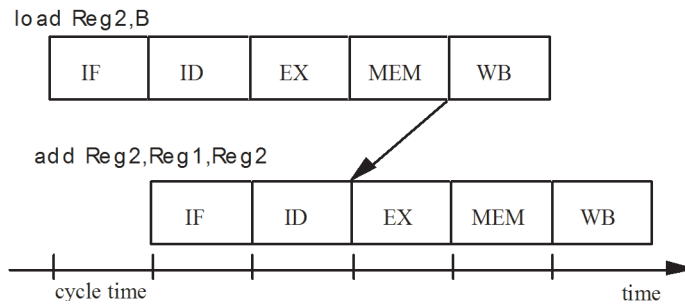 load Reg2,B
IF ID EX MEM WB
add Reg2,Reg1,Reg2
IF ID EX MEM WB
cycle time time